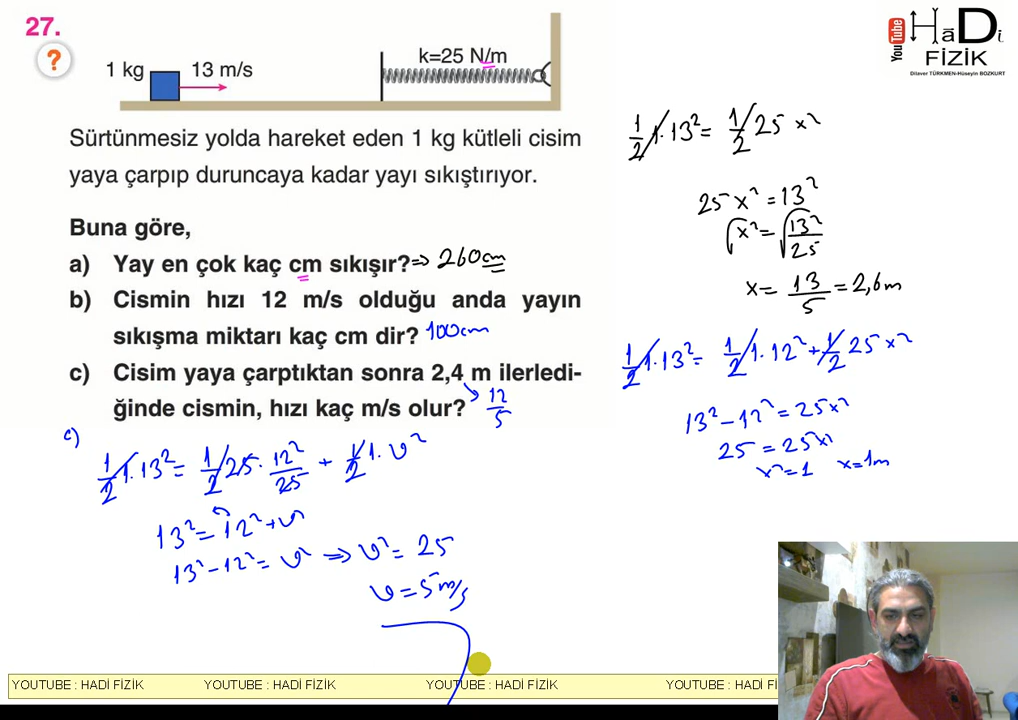 27.
?
1 kg
13 m/s
k=25 N/m
Sürtünmesiz yolda hareket eden 1 kg kütleli cisim
yaya çarpıp duruncaya kadar yayı sıkıştırıyor.
Buna göre,
a) Yay en çok kaç cm sıkışır? => 260cm
b) Cismin hızı 12 m/s olduğu anda yayın
sıkışma miktarı kaç cm dir? 100cm
c) Cisim yaya çarptıktan sonra 2,4 m ilerledi-
ğinde cismin, hızı kaç m/s olur? 12/5
c)
1/2 1·13² = 1/2 25 · 12²/25 + 1/2 1·v²
13² = 12² + v²
13² - 12² = v² => v² = 25
v = 5 m/s
1/2 1·13² = 1/2 25 x²
25 x² = 13²
√x² = √13²/25
x = 13/5 = 2,6m
1/2 1·13² = 1/2 1·12² + 1/2 25 x²
13² - 12² = 25x²
25 = 25x²
x² = 1 x = 1m
YouTube
HāDi
FİZİK
Dilaver TÜRKMEN-Hüseyin BOZKURT
YOUTUBE : HADİ FİZİK YOUTUBE : HADİ FİZİK YOUTUBE : HADİ FİZİK YOUTUBE : HADİ Fİ